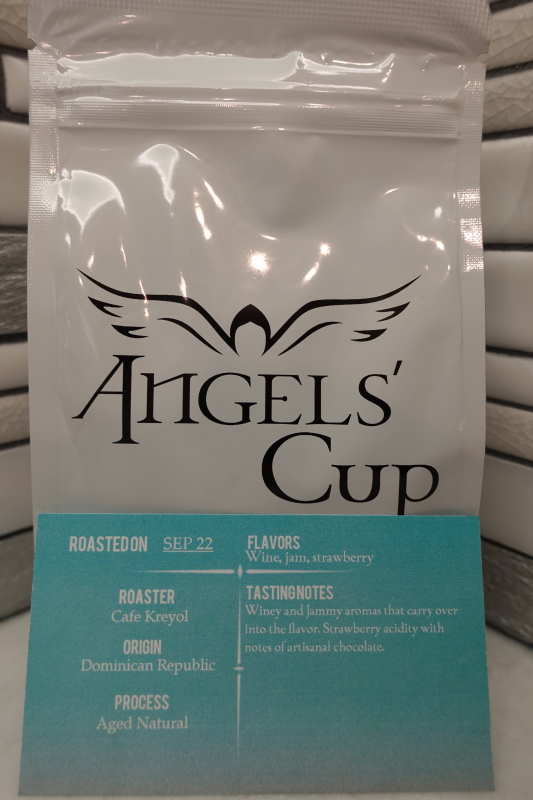 ANGELS'
Cup
ROASTED ON SEP 22
ROASTER
Cafe Kreyol
ORIGIN
Dominican Republic
PROCESS
Aged Natural
FLAVORS
Wine, jam, strawberry
TASTING NOTES
Winey and Jammy aromas that carry over
into the flavor. Strawberry acidity with
notes of artisanal chocolate.